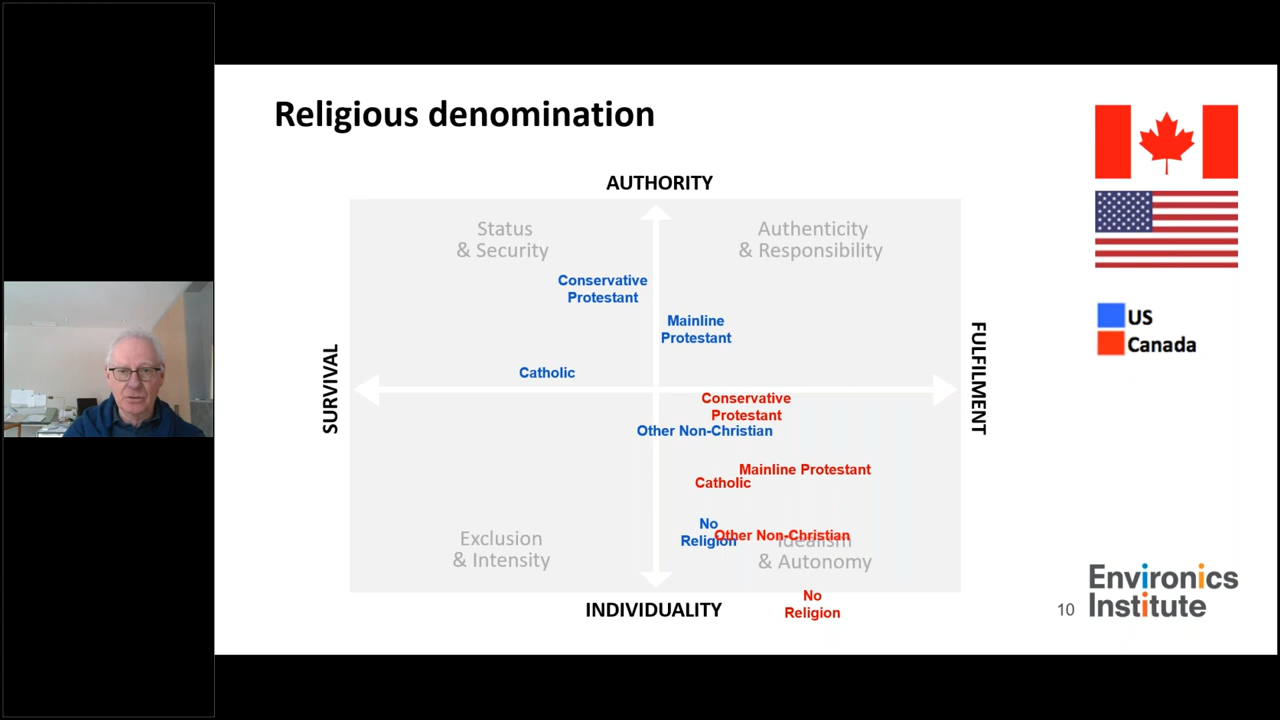 Religious denomination
AUTHORITY
Status
& Security
Authenticity
& Responsibility
Conservative
Protestant
Mainline
Protestant
US
Canada
SURVIVAL
FULFILMENT
Catholic
Conservative
Protestant
Other Non-Christian
Mainline Protestant
Catholic
No
Religion
Other Non-Christian
Exclusion
& Intensity
Idealism
& Autonomy
No
Religion
INDIVIDUALITY
10
Environics
Institute